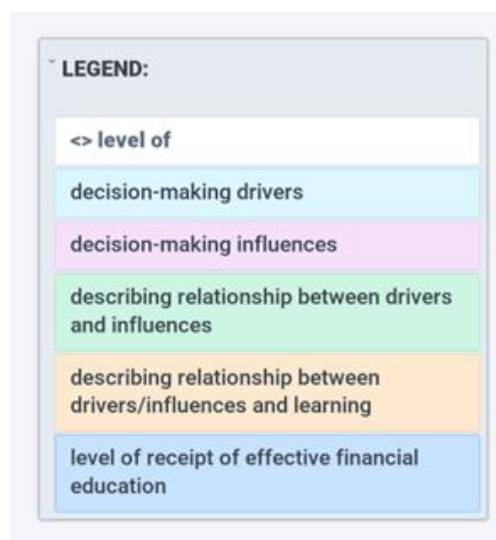 LEGEND:
<> level of
decision-making drivers
decision-making influences
describing relationship between drivers
and influences
describing relationship between
drivers/influences and learning
level of receipt of effective financial
education